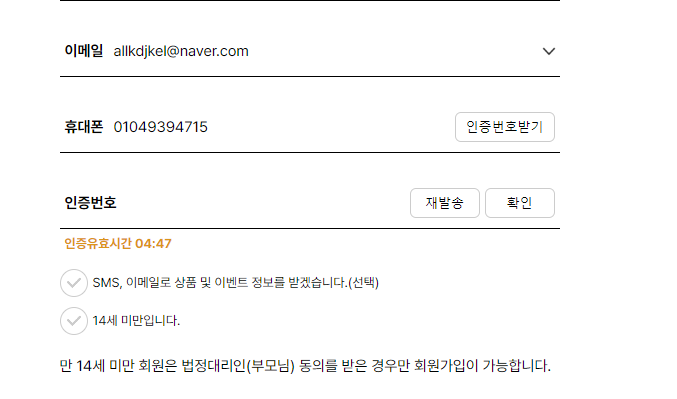 이메일 allkdjkel@naver.com
휴대폰 01049394715 인증번호받기
인증번호 재발송 확인
인증유효시간 04:47
SMS, 이메일로 상품 및 이벤트 정보를 받겠습니다.(선택)
14세 미만입니다.
만 14세 미만 회원은 법정대리인(부모님) 동의를 받은 경우만 회원가입이 가능합니다.